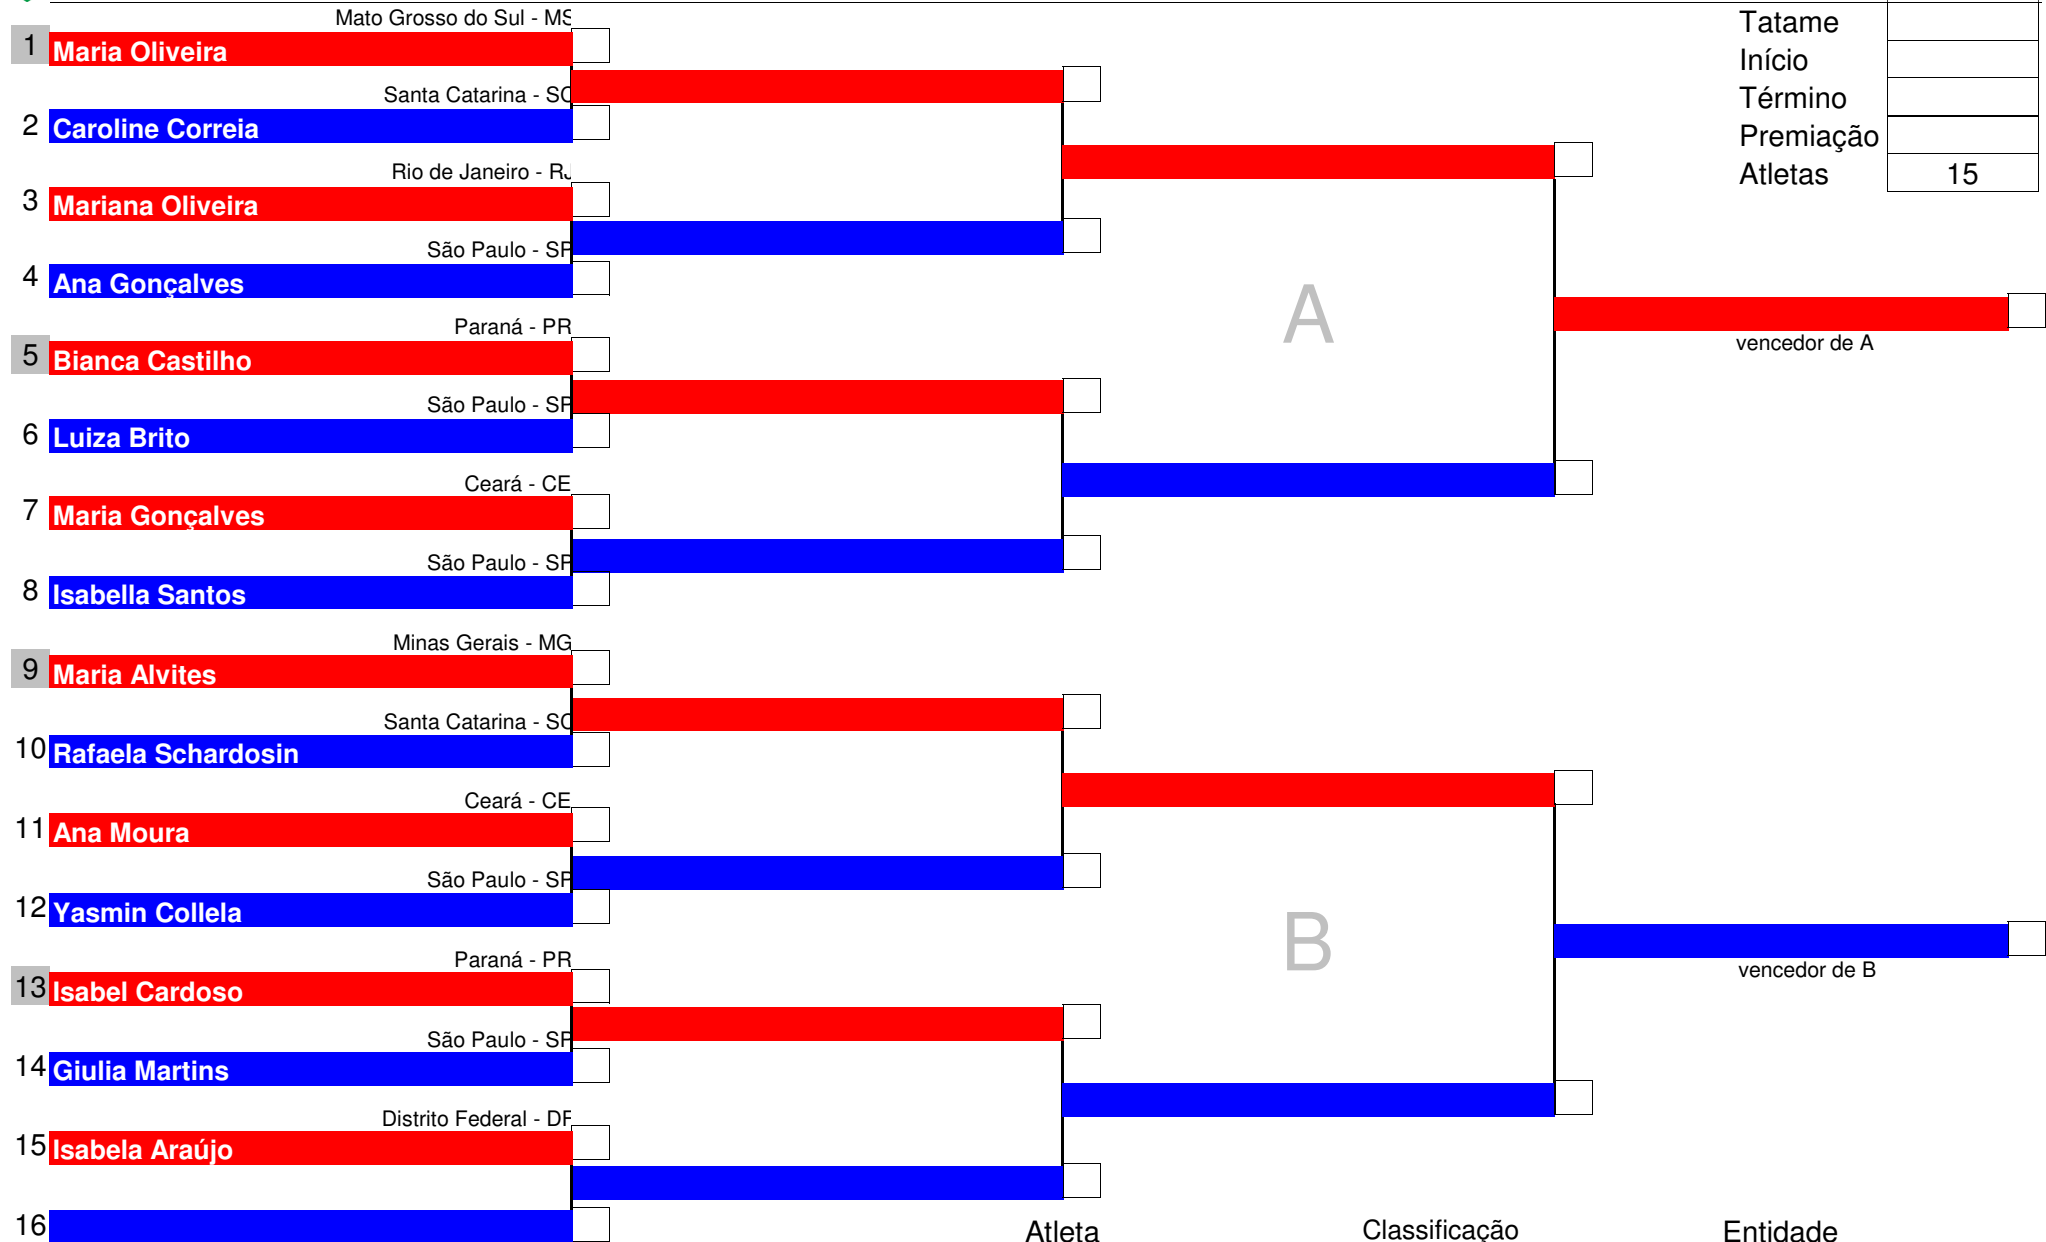 Mato Grosso do Sul - MS
1 Maria Oliveira
Santa Catarina - SC
2 Caroline Correia
Rio de Janeiro - RJ
3 Mariana Oliveira
São Paulo - SP
4 Ana Gonçalves
Paraná - PR
5 Bianca Castilho
São Paulo - SP
6 Luiza Brito
Ceará - CE
7 Maria Gonçalves
São Paulo - SP
8 Isabella Santos
Minas Gerais - MG
9 Maria Alvites
Santa Catarina - SC
10 Rafaela Schardosin
Ceará - CE
11 Ana Moura
São Paulo - SP
12 Yasmin Collela
Paraná - PR
13 Isabel Cardoso
São Paulo - SP
14 Giulia Martins
Distrito Federal - DF
15 Isabela Araújo
16
A
B
vencedor de A
vencedor de B
Tatame
Início
Término
Premiação
Atletas 15
Atleta Classificação Entidade